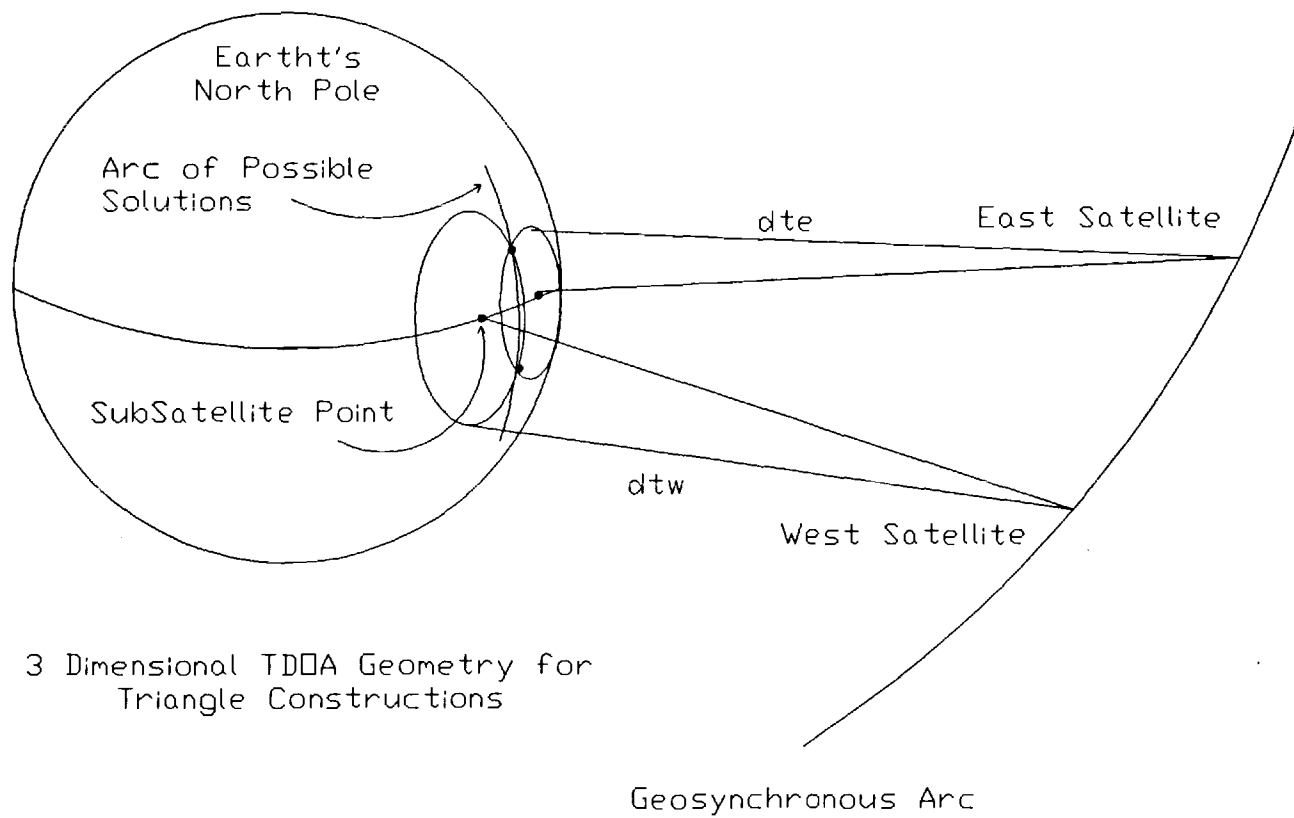 Eartht's
North Pole
Arc of Possible
Solutions
dte
East Satellite
SubSatellite Point
dtw
West Satellite
3 Dimensional TDOA Geometry for
Triangle Constructions
Geosynchronous Arc